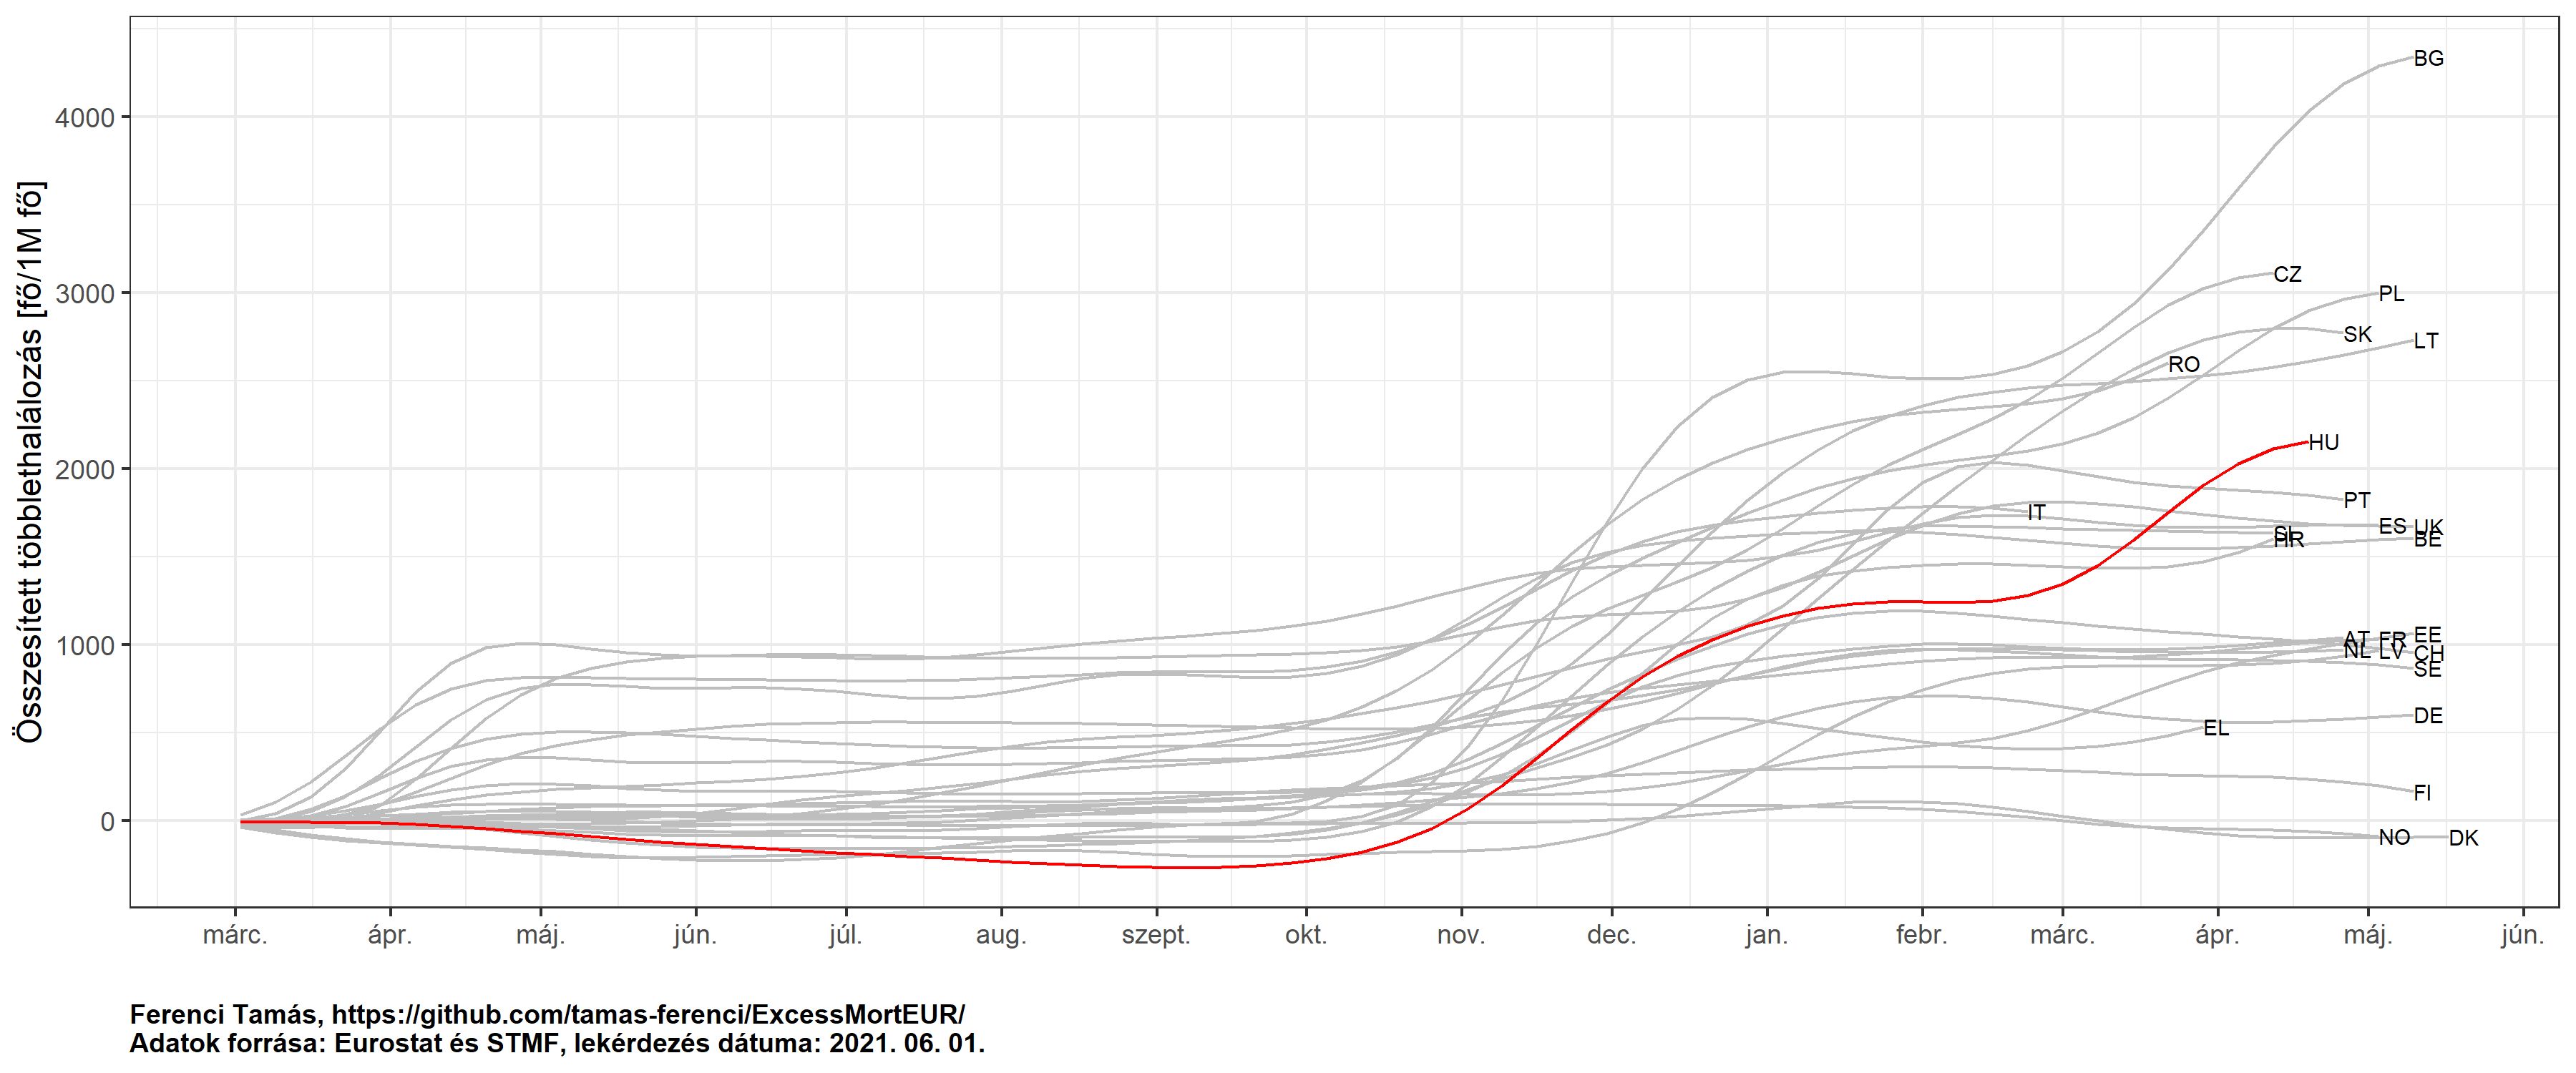 Összesített többlethalálozás [fő/1M fő]
4000
3000
2000
1000
0
BG
CZ
PL
SK
LT
RO
HU
PT
IT
ES
UK
SI
HR
BE
EE
AT
FR
NL
LV
CH
SE
DE
EL
FI
NO
DK
márc. ápr. máj. jún. júl. aug. szept. okt. nov. dec. jan. febr. márc. ápr. máj. jún.
Ferenci Tamás, https://github.com/tamas-ferenci/ExcessMortEUR/
Adatok forrása: Eurostat és STMF, lekérdezés dátuma: 2021. 06. 01.